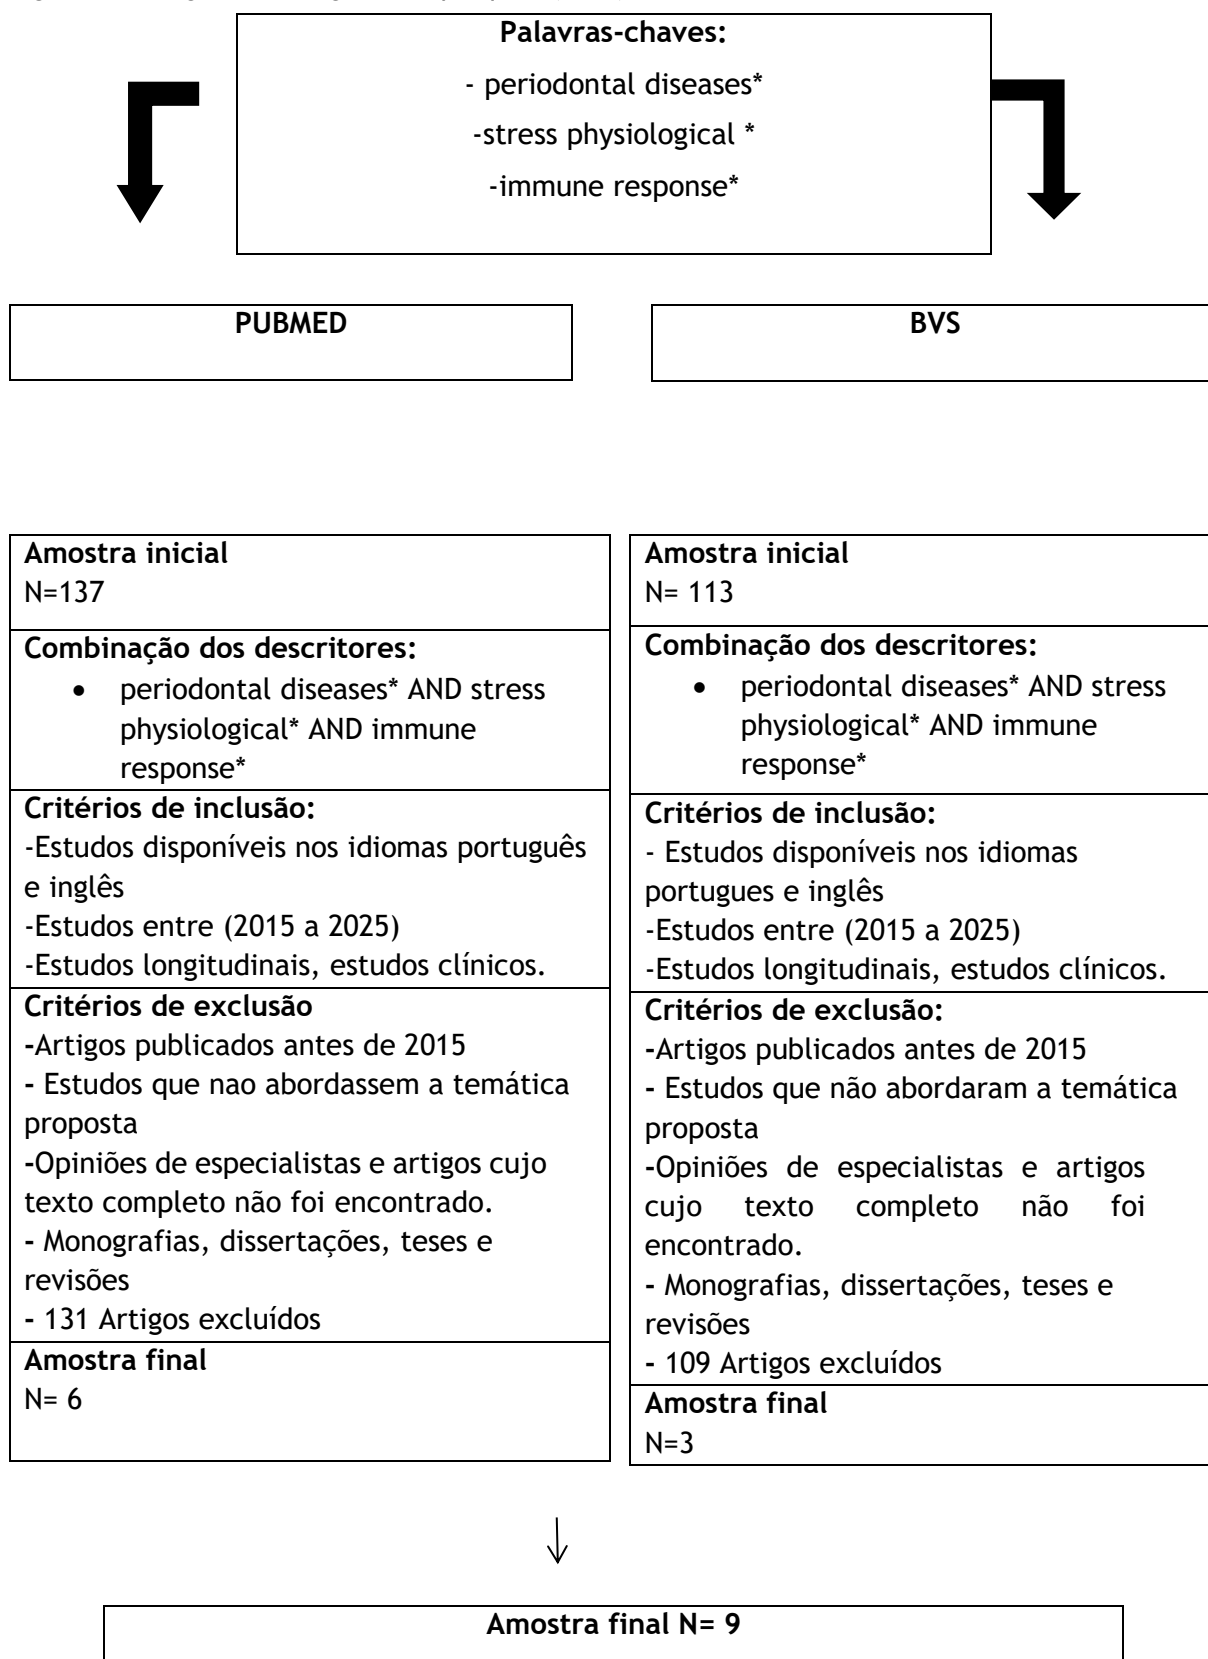 Palavras-chaves:
- periodontal diseases*
-stress physiological *
-immune response*
PUBMED
BVS
Amostra inicial
N=137
Combinação dos descritores:
• periodontal diseases* AND stress
physiological* AND immune
response*
Critérios de inclusão:
-Estudos disponíveis nos idiomas português
e inglês
-Estudos entre (2015 a 2025)
-Estudos longitudinais, estudos clínicos.
Critérios de exclusão
-Artigos publicados antes de 2015
- Estudos que nao abordassem a temática
proposta
-Opiniões de especialistas e artigos cujo
texto completo não foi encontrado.
- Monografias, dissertações, teses e
revisões
- 131 Artigos excluídos
Amostra final
N= 6
Amostra inicial
N= 113
Combinação dos descritores:
• periodontal diseases* AND stress
physiological* AND immune
response*
Critérios de inclusão:
- Estudos disponíveis nos idiomas
portugues e inglês
-Estudos entre (2015 a 2025)
-Estudos longitudinais, estudos clínicos.
Critérios de exclusão:
-Artigos publicados antes de 2015
- Estudos que não abordaram a temática
proposta
-Opiniões de especialistas e artigos
cujo texto completo não foi
encontrado.
- Monografias, dissertações, teses e
revisões
- 109 Artigos excluídos
Amostra final
N=3
Amostra final N= 9